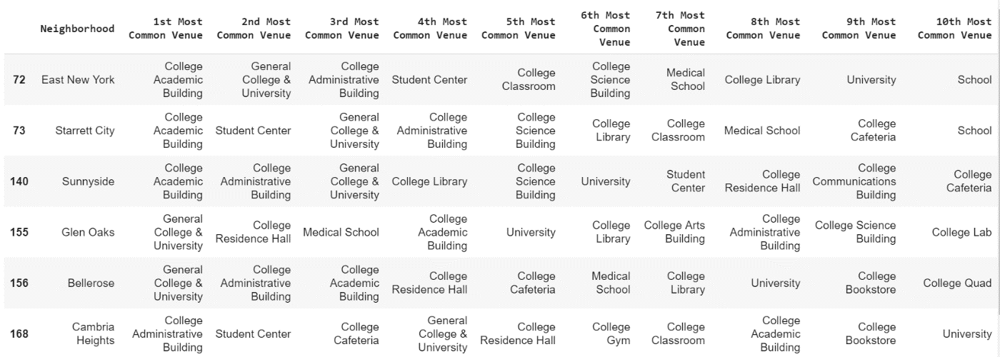 Neighborhood 1st Most Common Venue 2nd Most Common Venue 3rd Most Common Venue 4th Most Common Venue 5th Most Common Venue 6th Most Common Venue 7th Most Common Venue 8th Most Common Venue 9th Most Common Venue 10th Most Common Venue
72 East New York College Academic Building General College & University College Administrative Building Student Center College Classroom College Science Building Medical School College Library University School
73 Starrett City College Academic Building Student Center General College & University College Administrative Building College Science Building College Library College Classroom Medical School College Cafeteria School
140 Sunnyside College Academic Building College Administrative Building General College & University College Library College Science Building University Student Center College Residence Hall College Communications Building College Cafeteria
155 Glen Oaks General College & University College Residence Hall Medical School College Academic Building University College Library College Arts Building College Administrative Building College Science Building College Lab
156 Bellerose General College & University College Administrative Building College Academic Building College Residence Hall College Cafeteria Medical School College Library University College Bookstore College Quad
168 Cambria Heights College Administrative Building Student Center College Cafeteria General College & University College Residence Hall College Gym College Classroom College Academic Building College Bookstore University